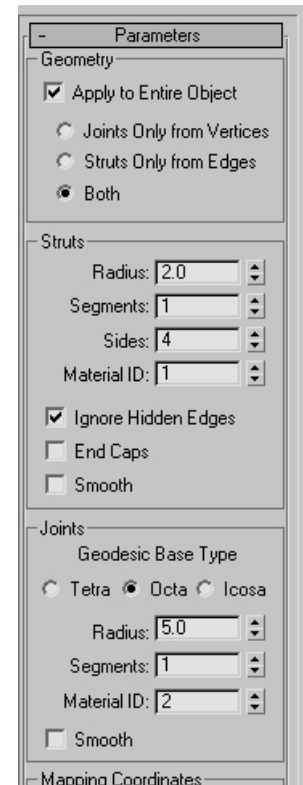 - Parameters
Geometry
Apply to Entire Object
Joints Only from Vertices
Struts Only from Edges
Both
Struts
Radius: 2.0
Segments: 1
Sides: 4
Material ID: 1
Ignore Hidden Edges
End Caps
Smooth
Joints
Geodesic Base Type
Tetra Octa Icosa
Radius: 5.0
Segments: 1
Material ID: 2
Smooth
Mapping Coordinates